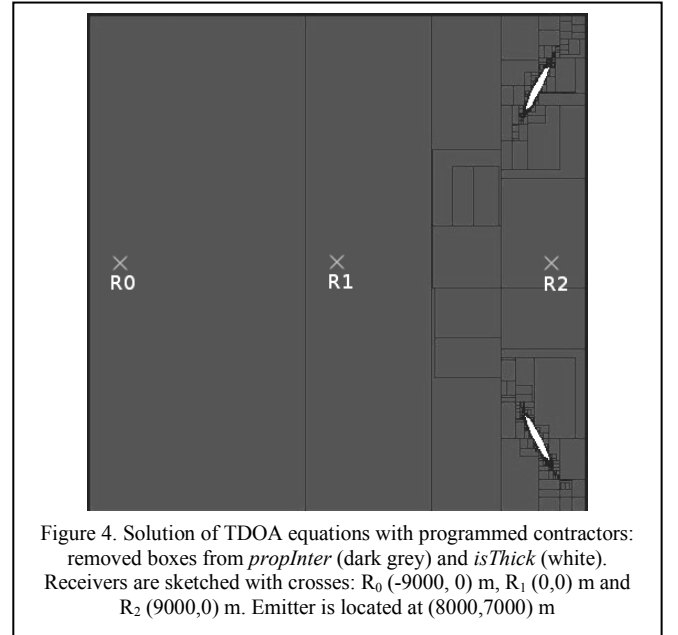 R0
R1
R2
Figure 4. Solution of TDOA equations with programmed contractors:
removed boxes from propInter (dark grey) and isThick (white).
Receivers are sketched with crosses: R₀ (-9000, 0) m, R₁ (0,0) m and
R₂ (9000,0) m. Emitter is located at (8000,7000) m